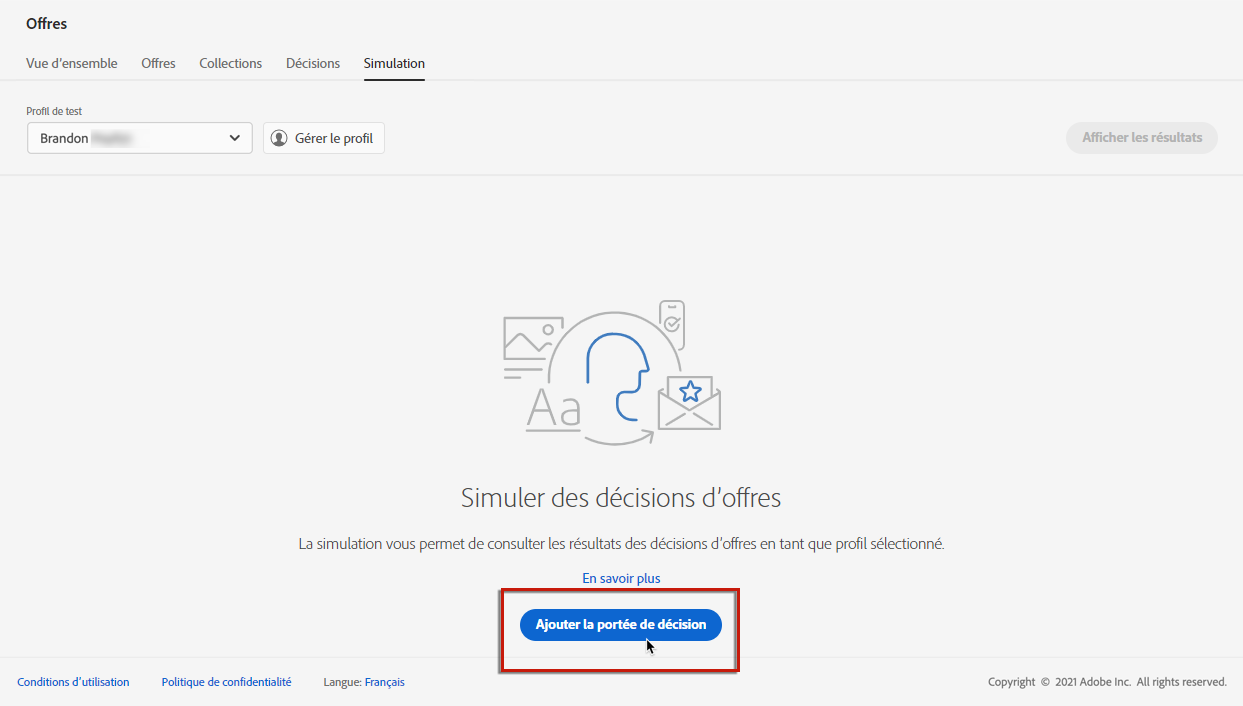 Offres
Vue d’ensemble Offres Collections Décisions Simulation
Profil de test
Brandon
Gérer le profil
Afficher les résultats
Aa
Simuler des décisions d’offres
La simulation vous permet de consulter les résultats des décisions d’offres en tant que profil sélectionné.
En savoir plus
Ajouter la portée de décision
Conditions d’utilisation Politique de confidentialité Langue: Français Copyright © 2021 Adobe Inc. All rights reserved.